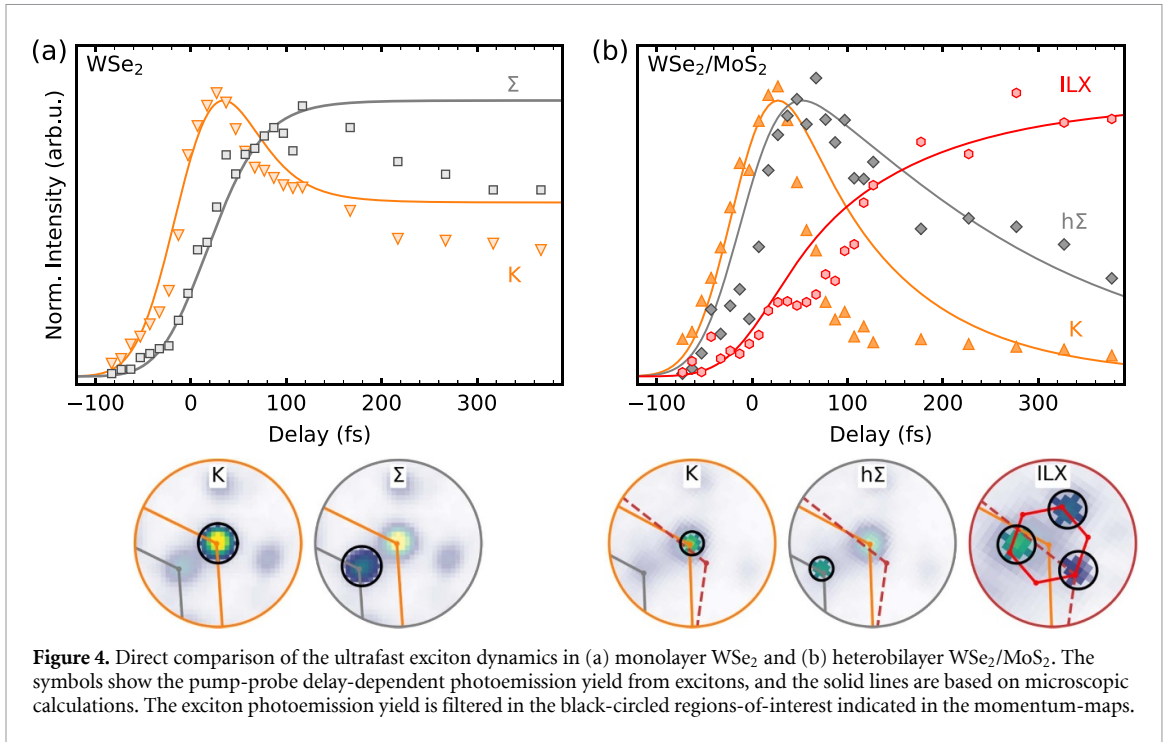 (a)
WSe₂
Σ
K
Norm. Intensity (arb.u.)
−100 0 100 200 300
Delay (fs)
(b)
WSe₂/MoS₂
ILX
hΣ
K
−100 0 100 200 300
Delay (fs)
K
Σ
K
hΣ
ILX
Figure 4. Direct comparison of the ultrafast exciton dynamics in (a) monolayer WSe₂ and (b) heterobilayer WSe₂/MoS₂. The
symbols show the pump-probe delay-dependent photoemission yield from excitons, and the solid lines are based on microscopic
calculations. The exciton photoemission yield is filtered in the black-circled regions-of-interest indicated in the momentum-maps.